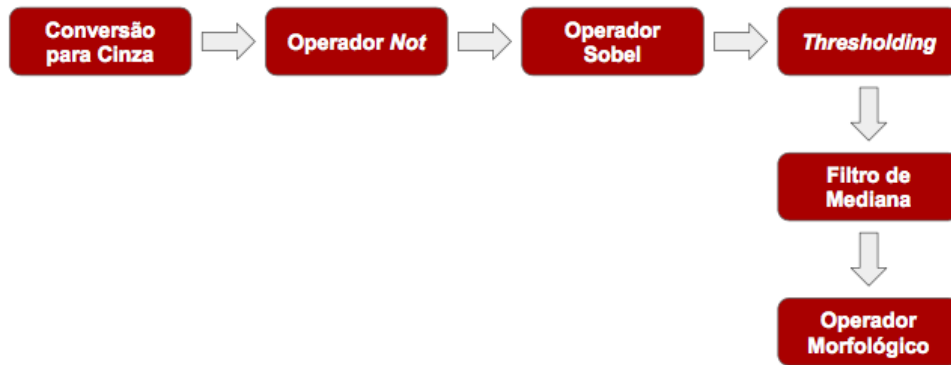 Conversão
para Cinza
Operador Not
Operador
Sobel
Thresholding
Filtro de
Mediana
Operador
Morfológico